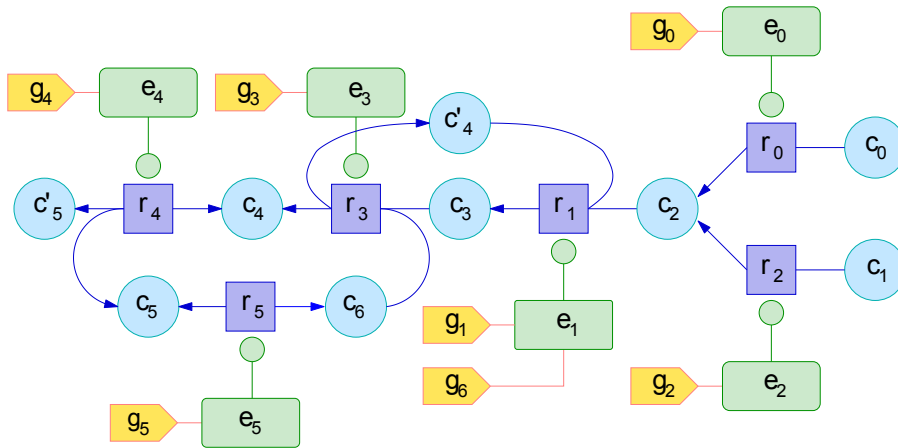 g₀ e₀
g₄ e₄ g₃ e₃
c'₄
r₀ c₀
c'₅ r₄ c₄ r₃ c₃ r₁ c₂
r₂ c₁
c₅ r₅ c₆
g₁ e₁
g₆ g₂ e₂
g₅ e₅